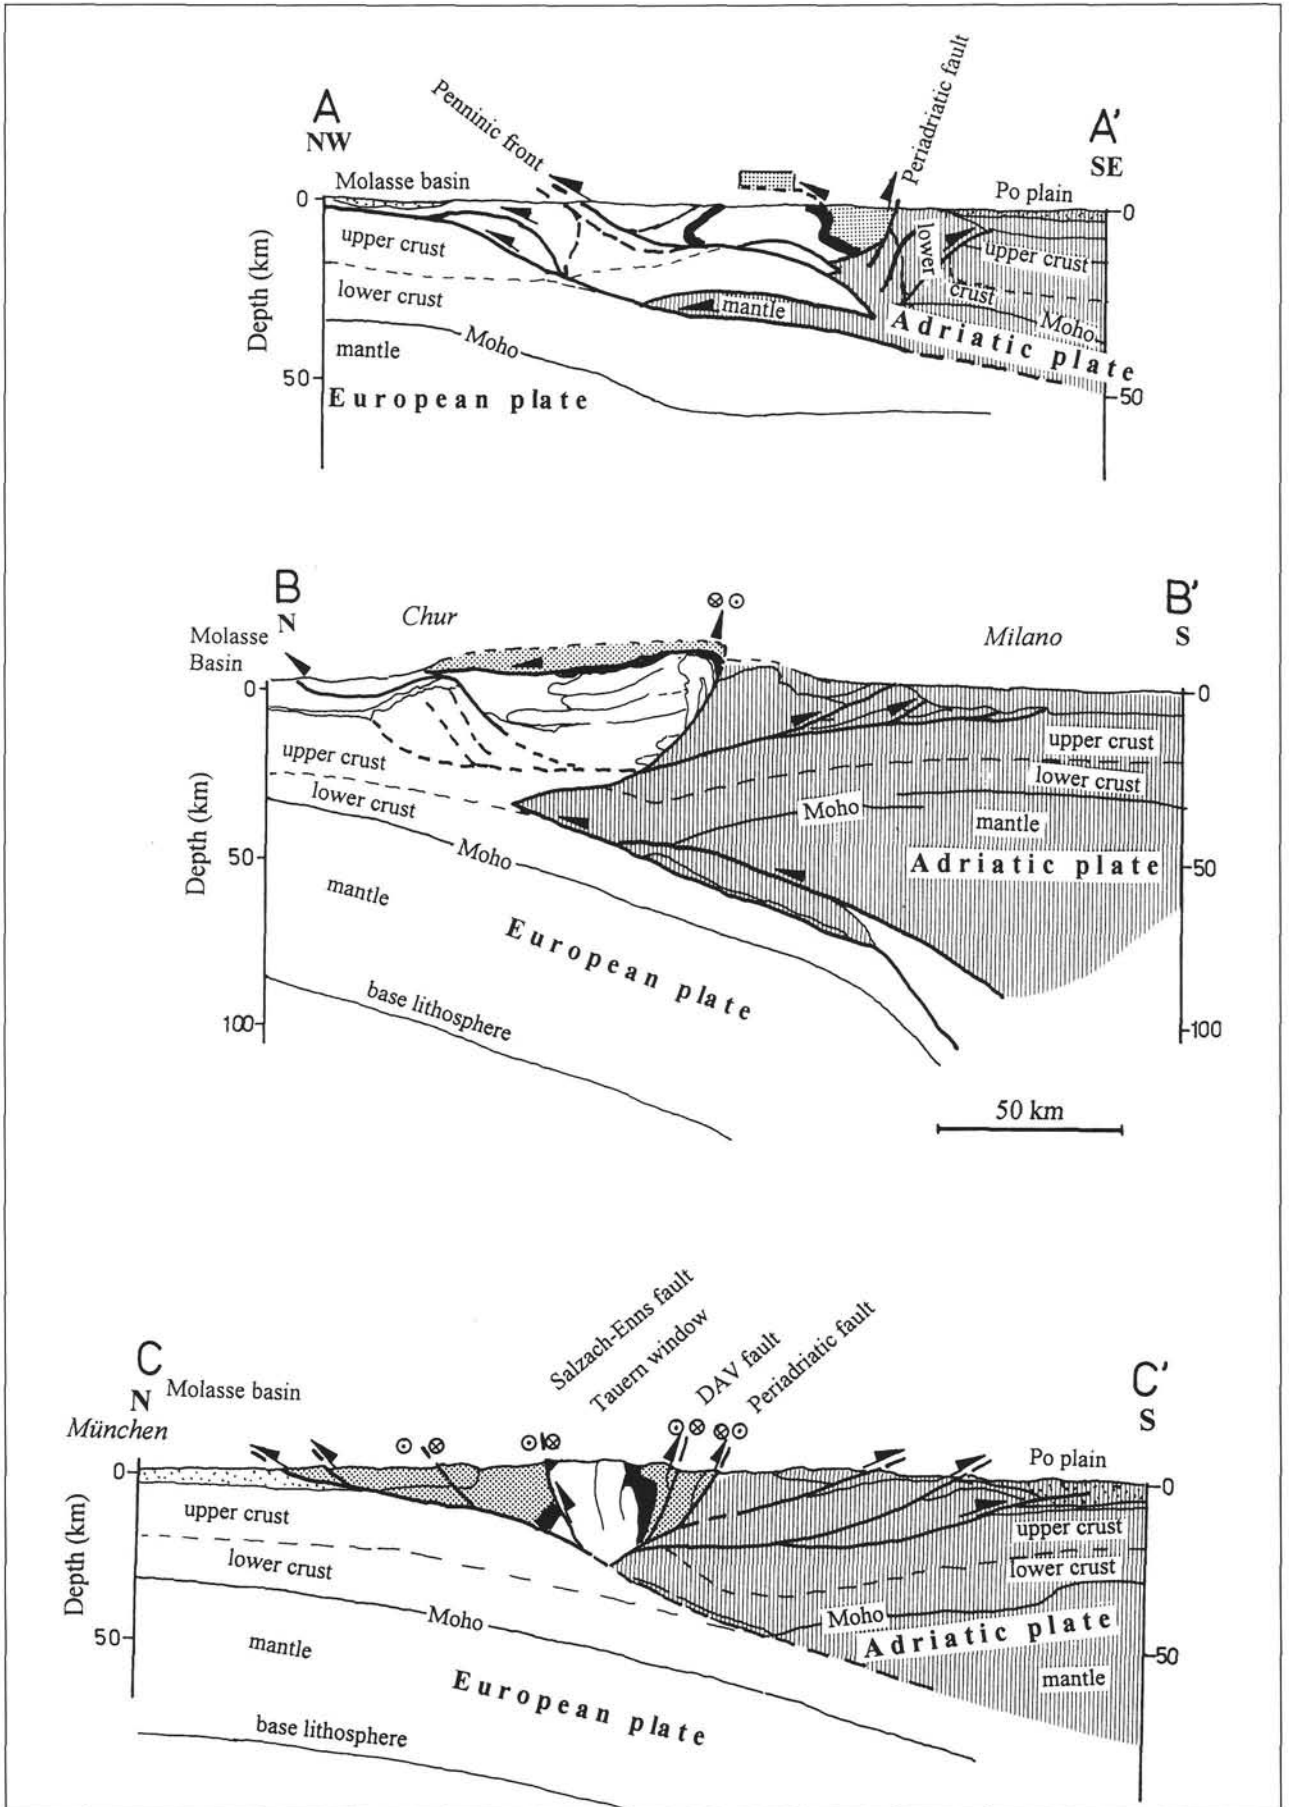 A
NW
Penninic front
Periadriatic fault
A'
SE
Molasse basin
Po plain
0
0
upper crust
lower
crust
upper crust
lower crust
mantle
Moho
Moho
mantle
Adriatic plate
50
50
European plate
Depth (km)
B
N
Chur
Molasse
Basin
Milano
B'
S
0
0
upper crust
upper crust
lower crust
lower crust
Moho
Moho
mantle
mantle
50
50
Adriatic plate
European plate
base lithosphere
100
100
Depth (km)
50 km
Salzach-Enns fault
Tauern window
DAV fault
Periadriatic fault
C
N
Molasse basin
München
C'
S
Po plain
0
0
upper crust
upper crust
lower crust
lower crust
Moho
Moho
Adriatic plate
50
50
mantle
mantle
European plate
base lithosphere
Depth (km)